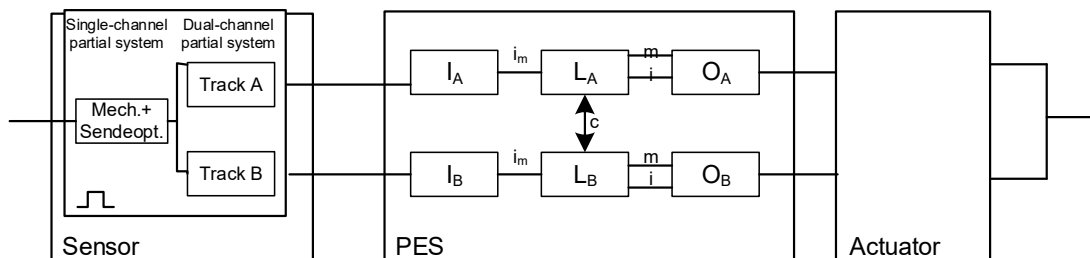 Single-channel
partial system
Dual-channel
partial system
Mech.+
Sendeopt.
Track A
Track B
Sensor
I_A
i_m
L_A
m
i
O_A
c
I_B
i_m
L_B
m
i
O_B
PES
Actuator